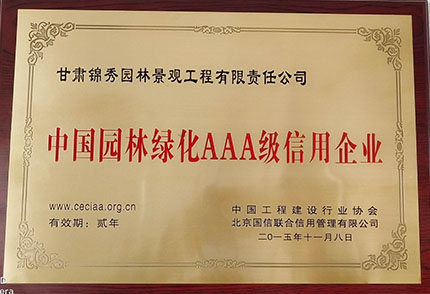 甘肃锦秀园林景观工程有限责任公司
中国园林绿化AAA级信用企业
www.ceciaa.org.cn
有效期：贰年
中国工程建设行业协会
北京国信联合信用管理有限公司
二〇一五年十一月八日